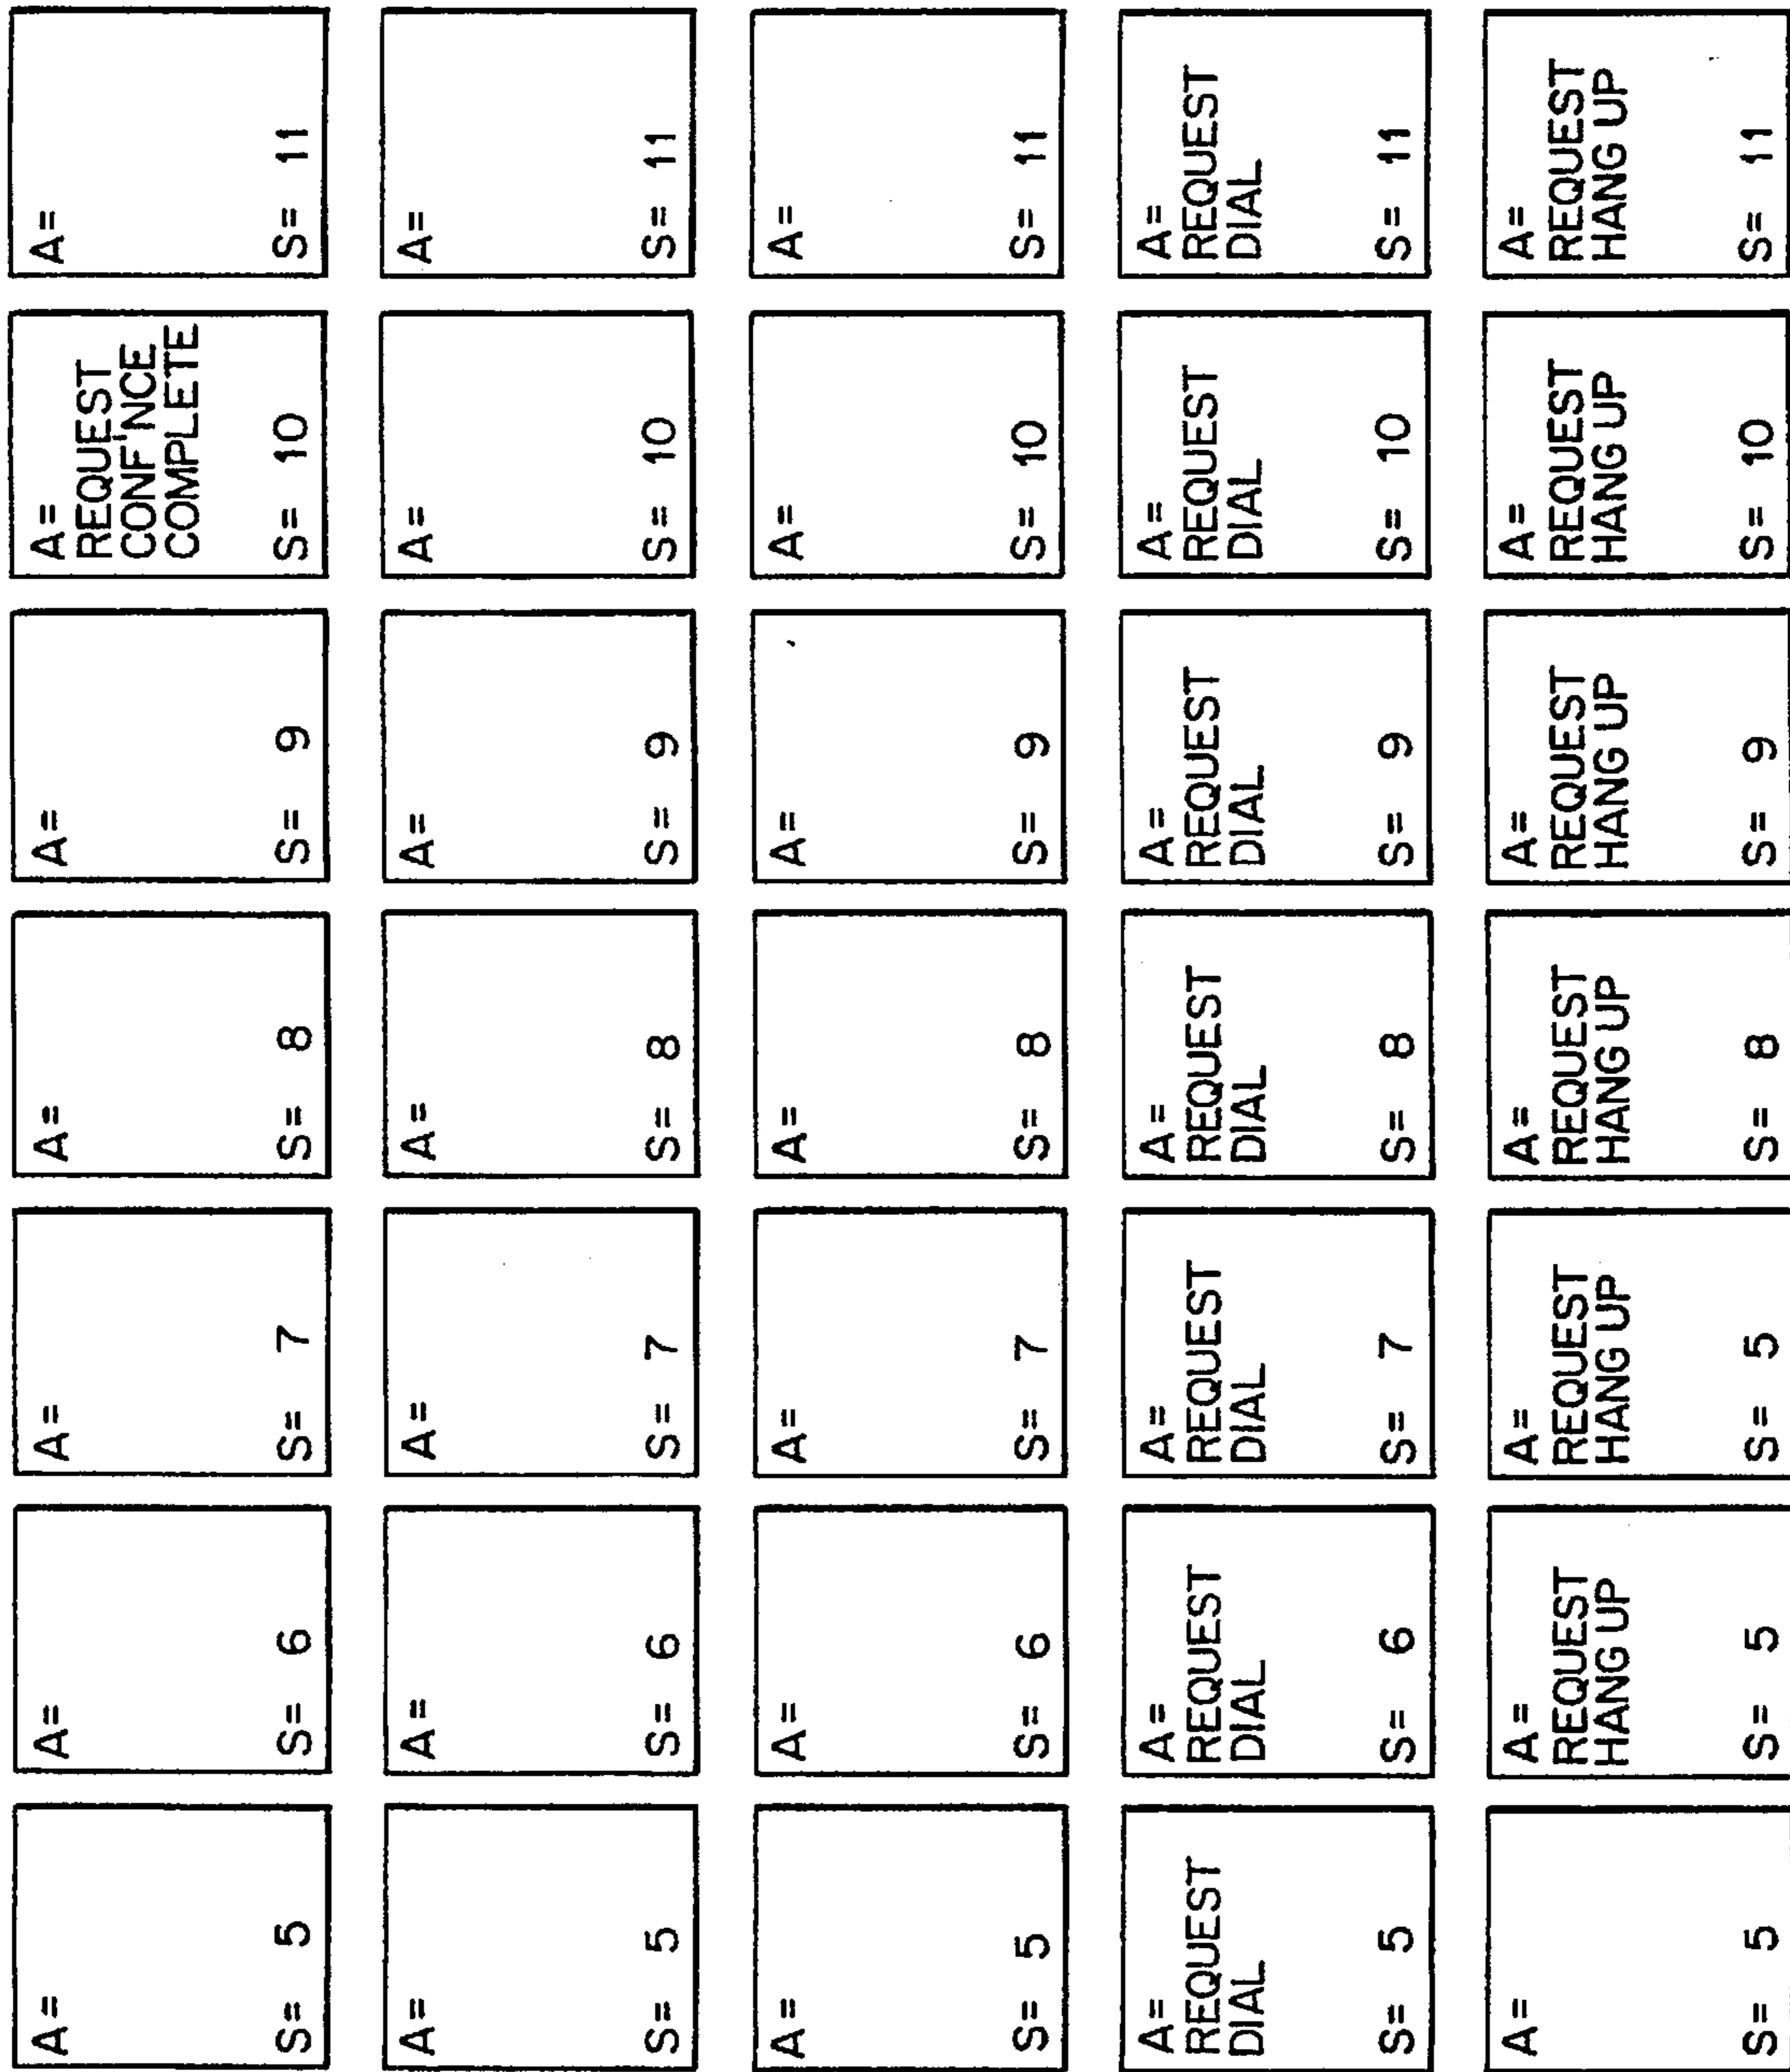 A=
S= 5
A=
S= 6
A=
S= 7
A=
S= 8
A=
S= 9
A=
REQUEST
CONF'NCE
COMPLETE
S= 10
A=
S= 11
A=
S= 5
A=
S= 6
A=
S= 7
A=
S= 8
A=
S= 9
A=
S= 10
A=
S= 11
A=
S= 5
A=
S= 6
A=
S= 7
A=
S= 8
A=
S= 9
A=
S= 10
A=
S= 11
A=
REQUEST
DIAL
S= 5
A=
REQUEST
DIAL
S= 6
A=
REQUEST
DIAL
S= 7
A=
REQUEST
DIAL
S= 8
A=
REQUEST
DIAL
S= 9
A=
REQUEST
DIAL
S= 10
A=
REQUEST
DIAL
S= 11
A=
S= 5
A=
REQUEST
HANG UP
S= 5
A=
REQUEST
HANG UP
S= 5
A=
REQUEST
HANG UP
S= 8
A=
REQUEST
HANG UP
S= 9
A=
REQUEST
HANG UP
S= 10
A=
REQUEST
HANG UP
S= 11